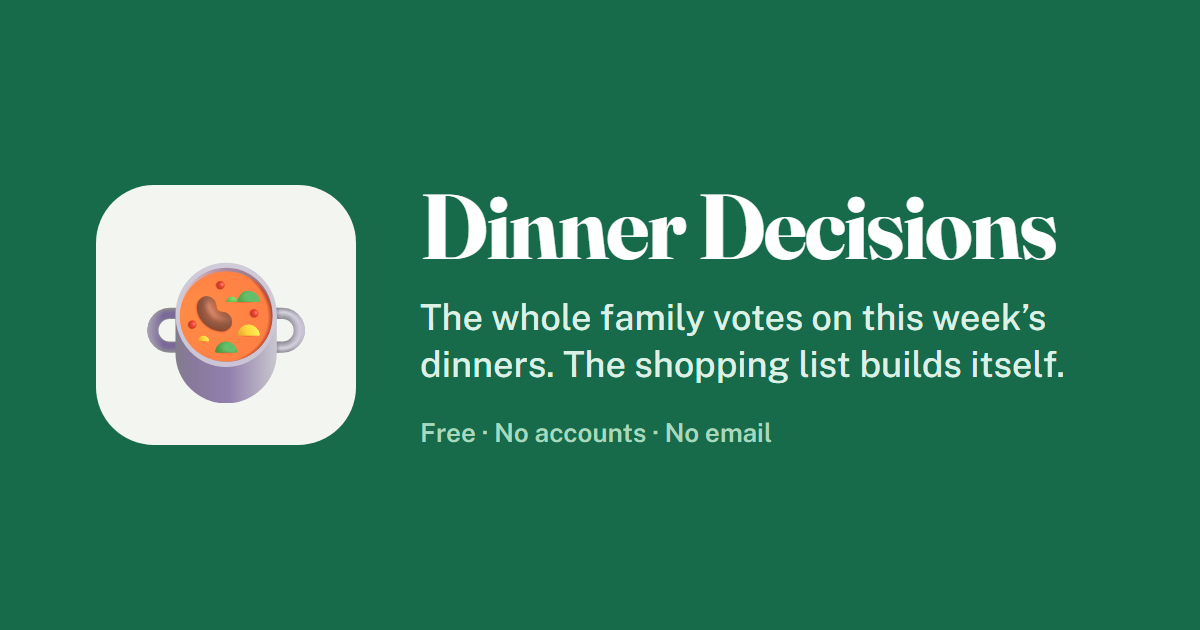 Dinner Decisions
The whole family votes on this week’s
dinners. The shopping list builds itself.
Free · No accounts · No email